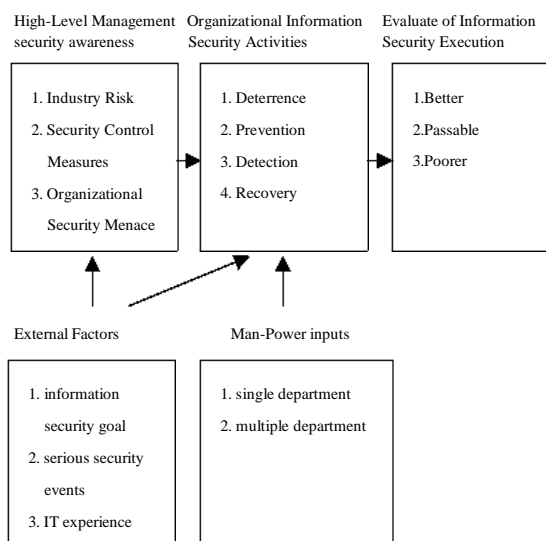 High-Level Management
security awareness
1. Industry Risk
2. Security Control
Measures
3. Organizational
Security Menace
Organizational Information
Security Activities
1. Deterrence
2. Prevention
3. Detection
4. Recovery
Evaluate of Information
Security Execution
1.Better
2.Passable
3.Poorer
External Factors
1. information
security goal
2. serious security
events
3. IT experience
Man-Power inputs
1. single department
2. multiple department